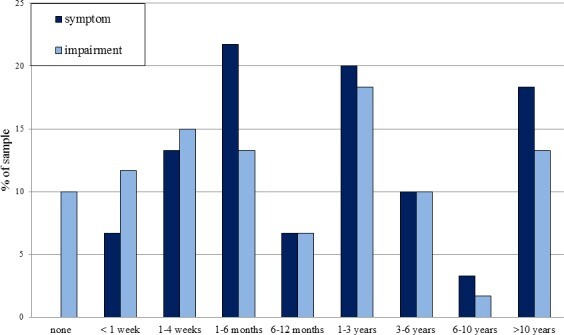 25
symptom
impairment
20
15
10
5
0
% of sample
none < 1 week 1-4 weeks 1-6 months 6-12 months 1-3 years 3-6 years 6-10 years >10 years